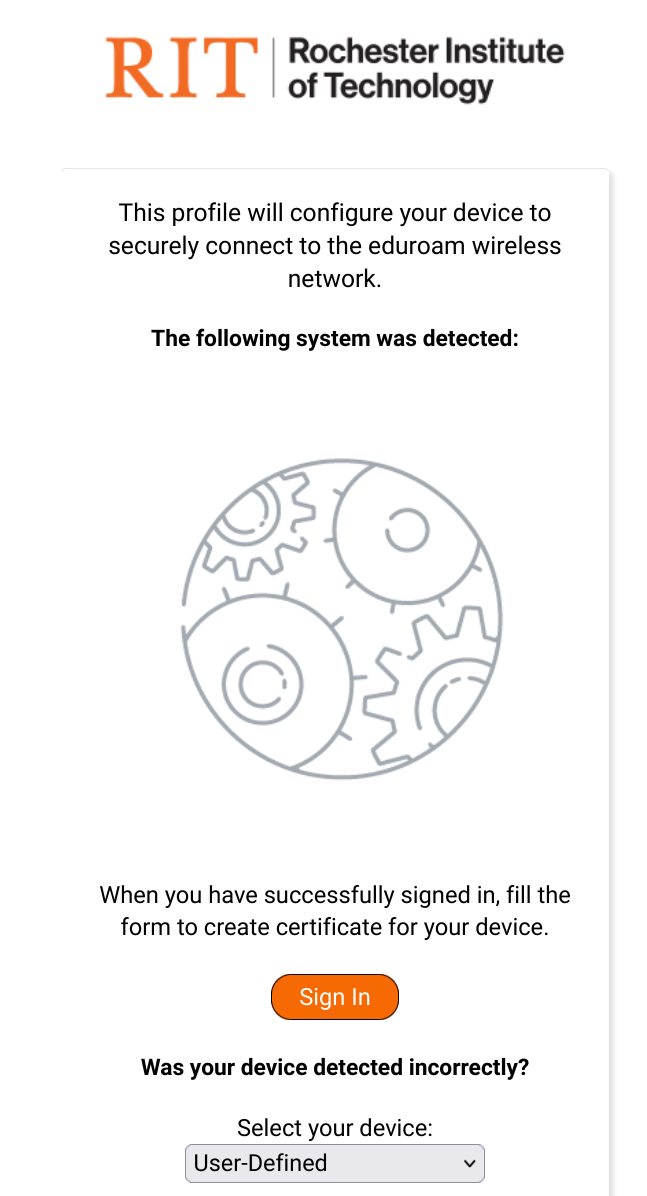 RIT
Rochester Institute
of Technology
This profile will configure your device to
securely connect to the eduroam wireless
network.
The following system was detected:
When you have successfully signed in, fill the
form to create certificate for your device.
Sign In
Was your device detected incorrectly?
Select your device:
User-Defined